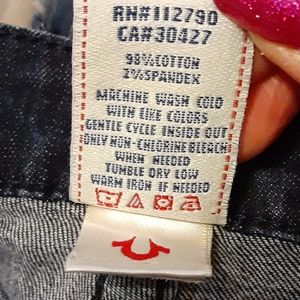 RN#112790
CA#30427
98%COTTON
2%SPANDEX
MACHINE WASH COLD
WITH LIKE COLORS
GENTLE CYCLE INSIDE OUT
ONLY NON-CHLORINE BLEACH
WHEN NEEDED
TUMBLE DRY LOW
WARM IRON IF NEEDED